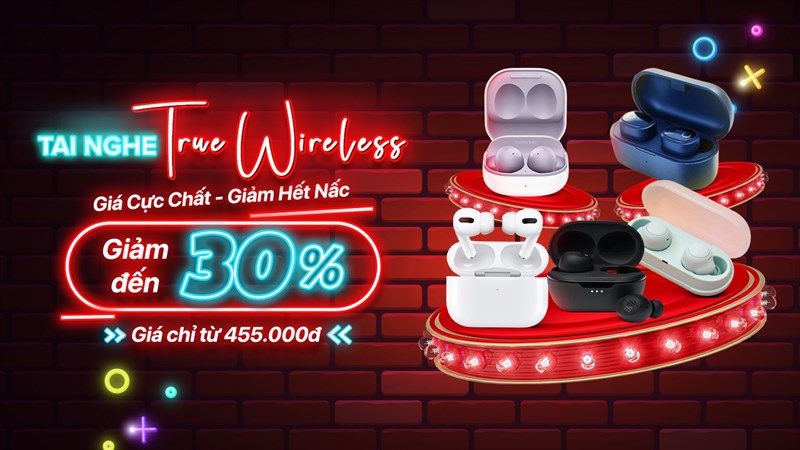 TAI NGHE True Wireless
Giá Cực Chất - Giảm Hết Nấc
Giảm đến 30%
Giá chỉ từ 455.000đ